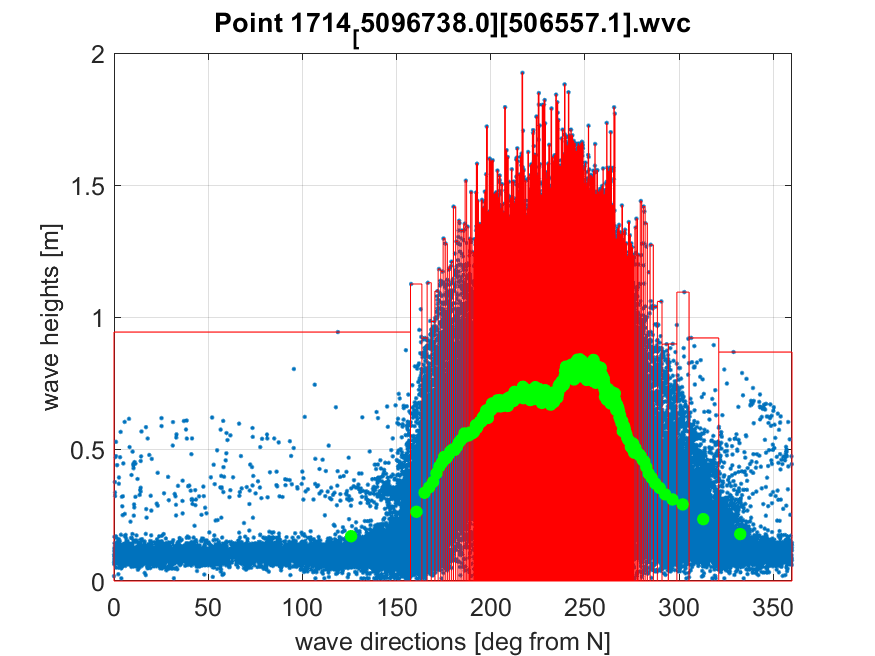 Point 1714[5096738.0][506557.1].wvc
2
1.5
1
0.5
0
wave heights [m]
0 50 100 150 200 250 300 350
wave directions [deg from N]